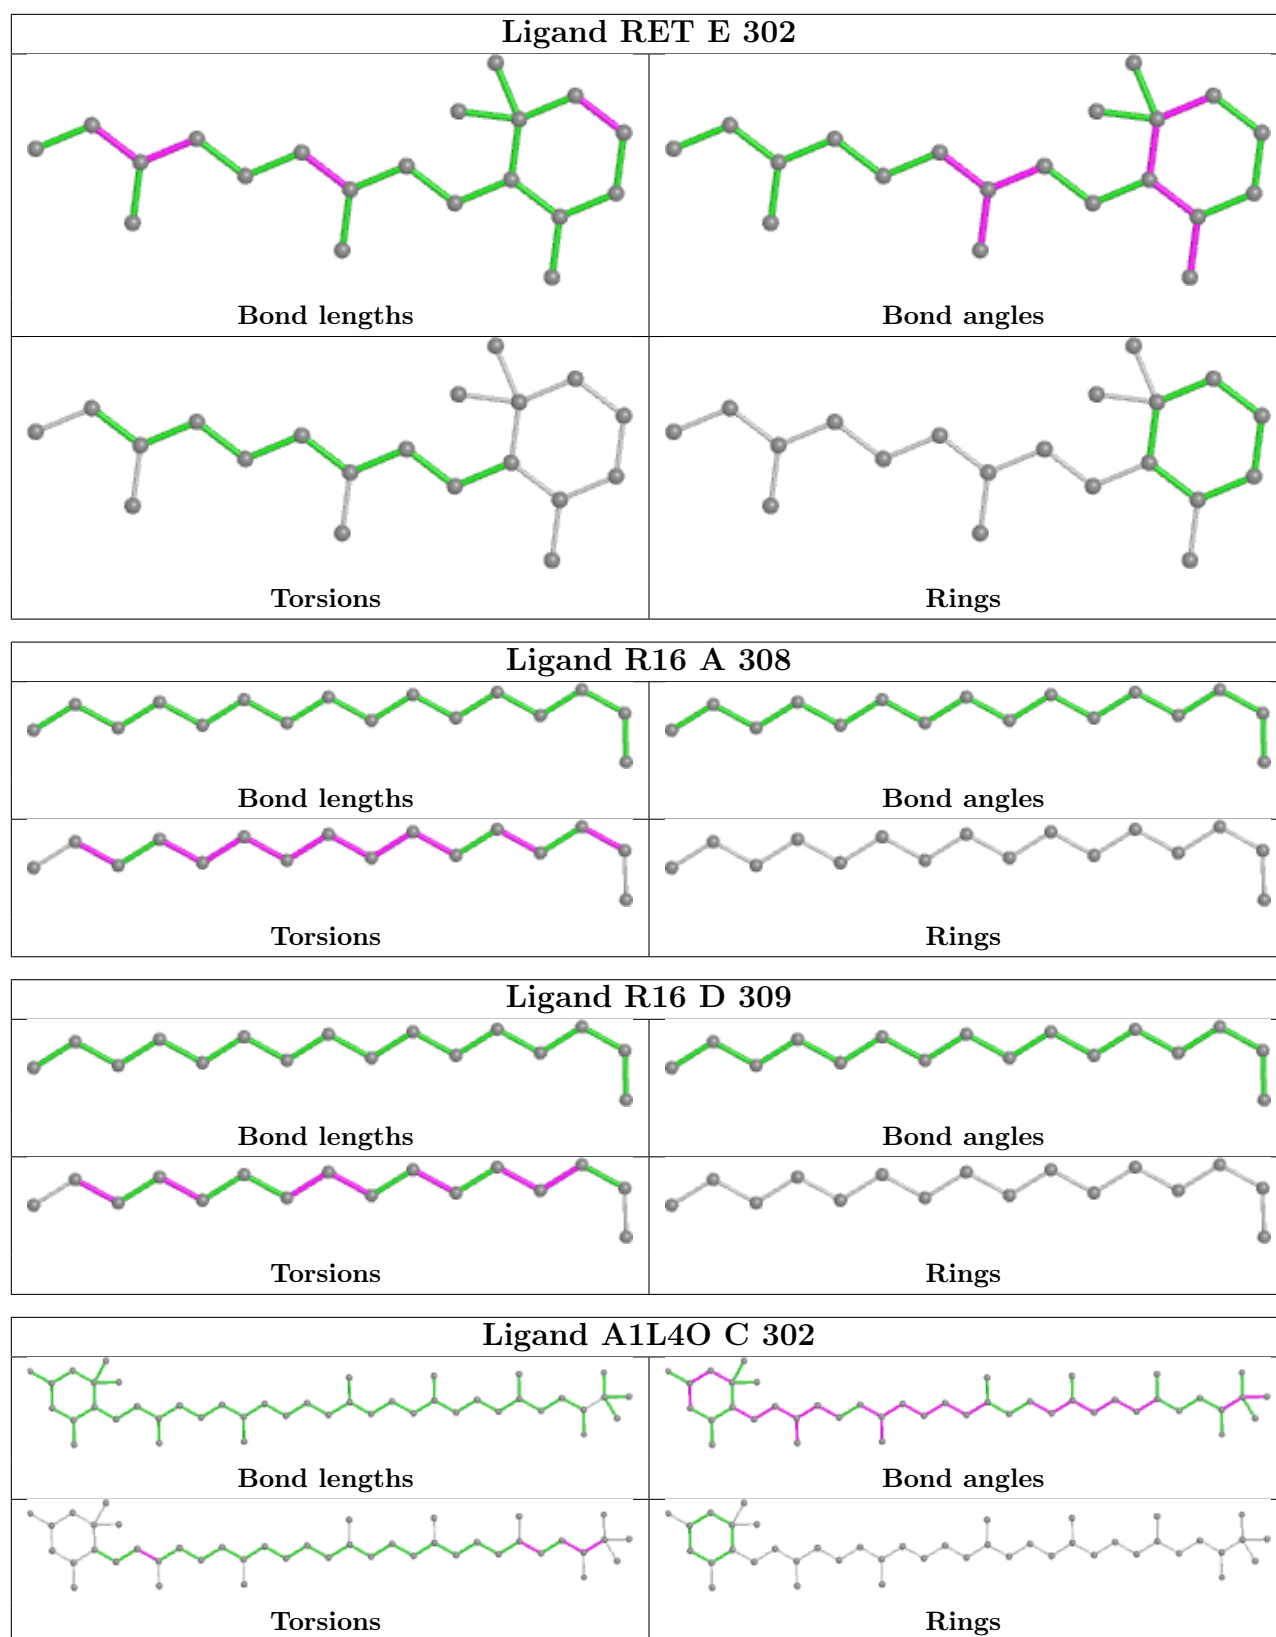 Ligand RET E 302
Bond lengths
Bond angles
Torsions
Rings
Ligand R16 A 308
Bond lengths
Bond angles
Torsions
Rings
Ligand R16 D 309
Bond lengths
Bond angles
Torsions
Rings
Ligand A1L4O C 302
Bond lengths
Bond angles
Torsions
Rings